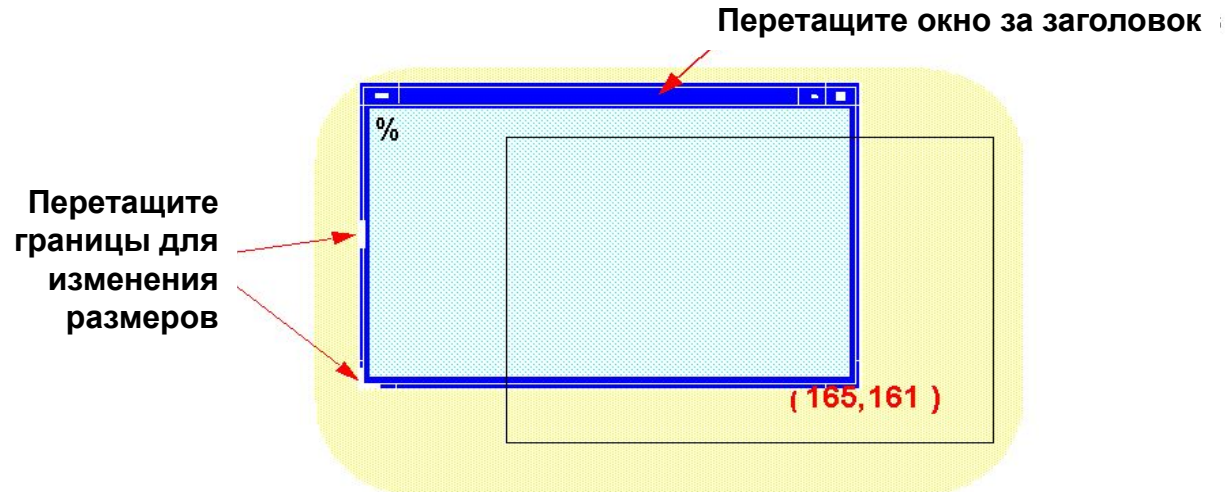 Перетащите окно за заголовок
%
Перетащите
границы для
изменения
размеров
( 165,161 )